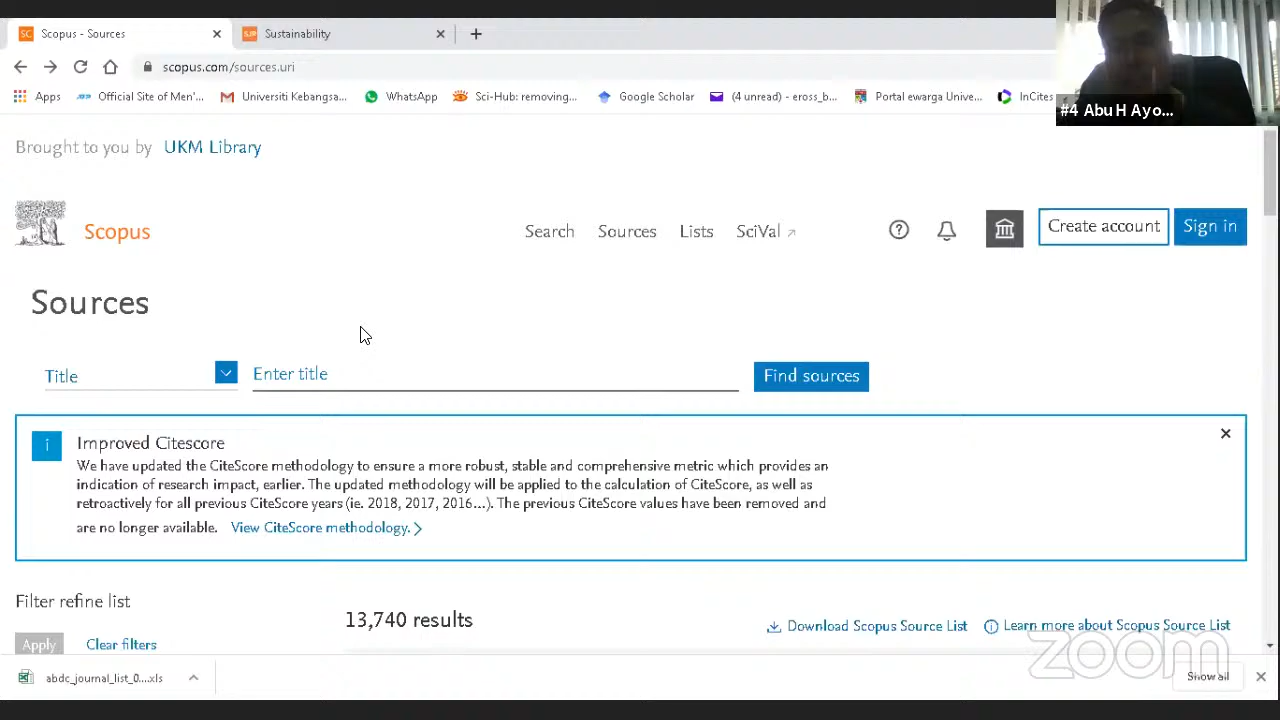 Scopus - Sources
Sustainability
scopus.com/sources.uri
Apps Official Site of Men'... Universiti Kebangsa... WhatsApp Sci-Hub: removing... Google Scholar (4 unread) - eross_b... Portal ewarga Unive... InCites
#4 Abu H Ayo...
Brought to you by UKM Library
Scopus Search Sources Lists SciVal Create account Sign in
Sources
Title Enter title Find sources
i Improved Citescore
We have updated the CiteScore methodology to ensure a more robust, stable and comprehensive metric which provides an
indication of research impact, earlier. The updated methodology will be applied to the calculation of CiteScore, as well as
retroactively for all previous CiteScore years (ie. 2018, 2017, 2016...). The previous CiteScore values have been removed and
are no longer available. View CiteScore methodology.
Filter refine list
13,740 results
Download Scopus Source List Learn more about Scopus Source List
Apply Clear filters
zoom
abdc_journal_list_0....xls Show all